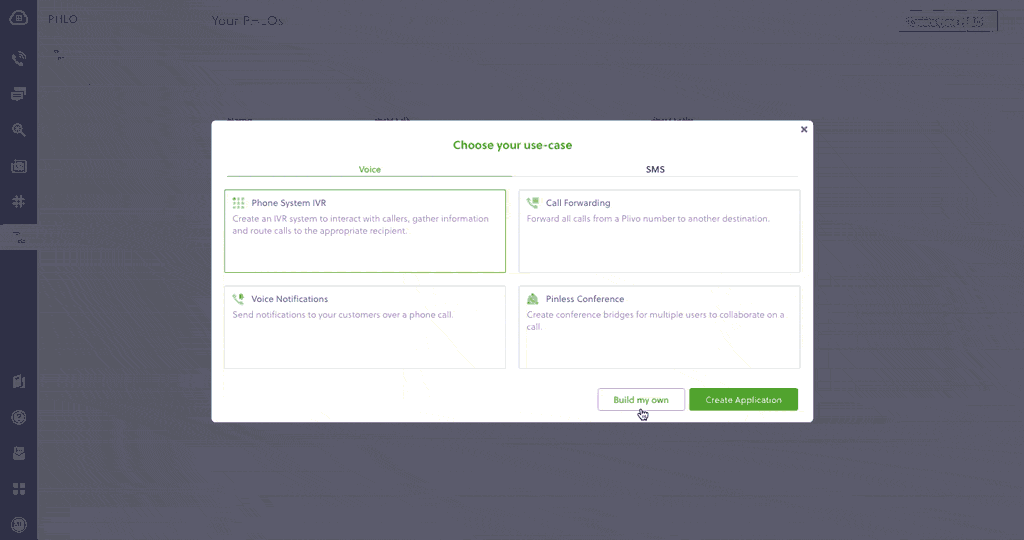 PHLO
Your PHLOs
Name
Choose your use-case
Voice
SMS
Phone System IVR
Create an IVR system to interact with callers, gather information
and route calls to the appropriate recipient.
Call Forwarding
Forward all calls from a Plivo number to another destination.
Voice Notifications
Send notifications to your customers over a phone call.
Pinless Conference
Create conference bridges for multiple users to collaborate on a
call.
Build my own
Create Application